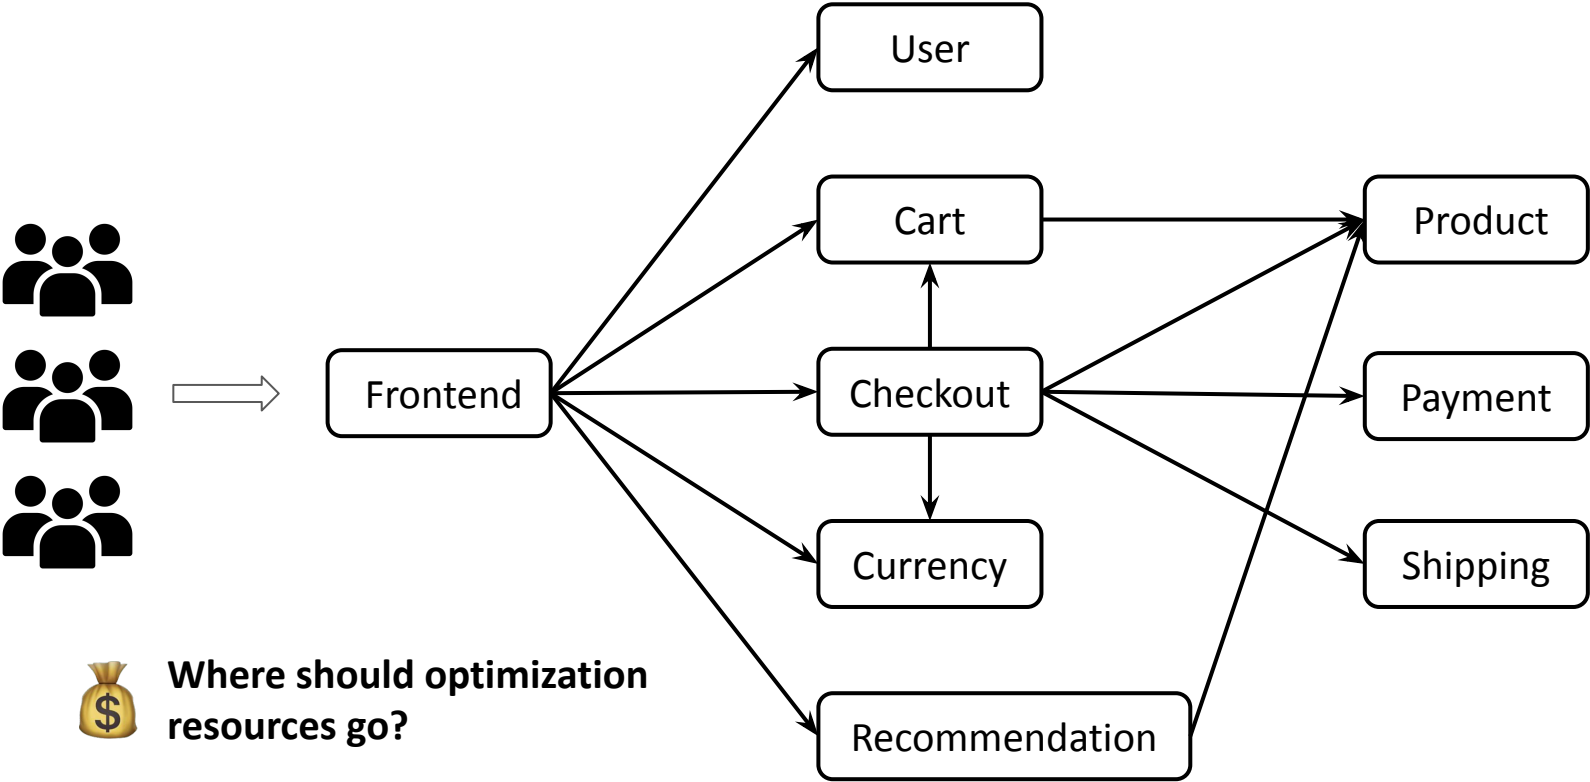 User
Cart
Product
Frontend
Checkout
Payment
Currency
Shipping
$
Where should optimization
resources go?
Recommendation